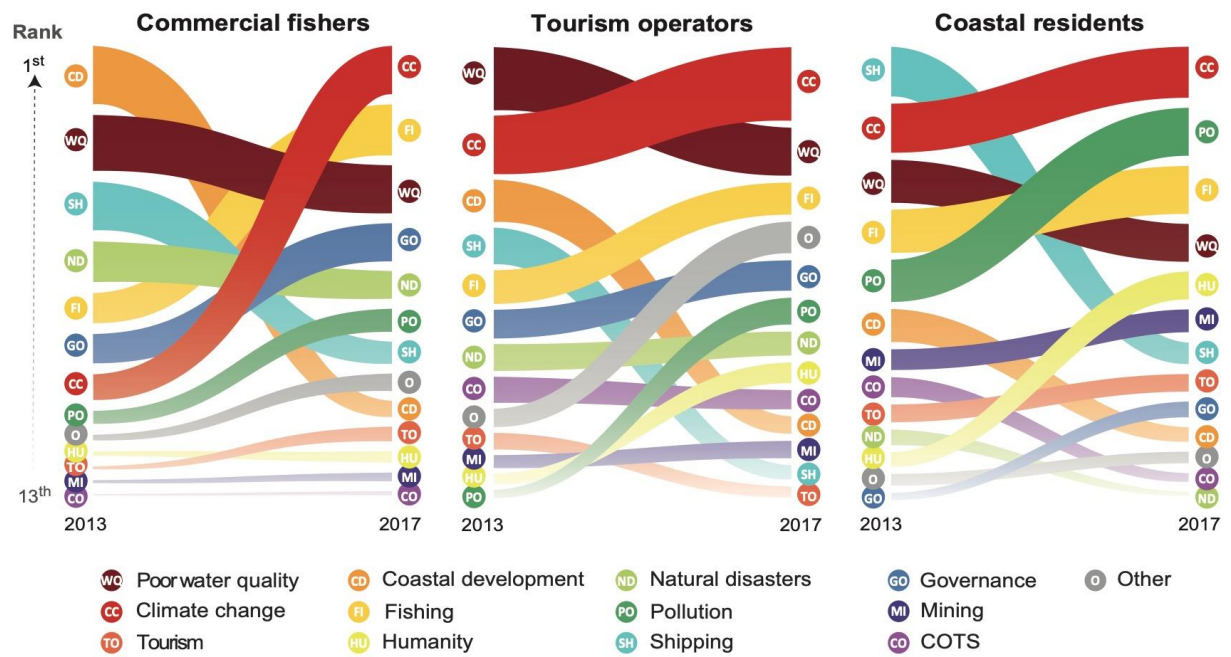 Commercial fishers
Tourism operators
Coastal residents
Rank
1st
13th
CD
WQ
SH
ND
FI
GO
CC
PO
O
HU
TO
MI
CO
CC
FI
WQ
GO
ND
PO
SH
O
CD
TO
HU
MI
CO
2013
2017
WQ
CC
CD
SH
FI
GO
ND
CO
O
TO
MI
HU
PO
CC
WQ
FI
O
GO
PO
ND
HU
CO
CD
MI
SH
TO
2013
2017
SH
CC
WQ
FI
PO
CD
MI
CO
TO
ND
HU
O
GO
CC
PO
FI
WQ
HU
MI
SH
TO
GO
CD
O
CO
ND
2013
2017
WQ Poor water quality
CD Coastal development
ND Natural disasters
GO Governance
O Other
CC Climate change
FI Fishing
PO Pollution
MI Mining
TO Tourism
HU Humanity
SH Shipping
CO COTS